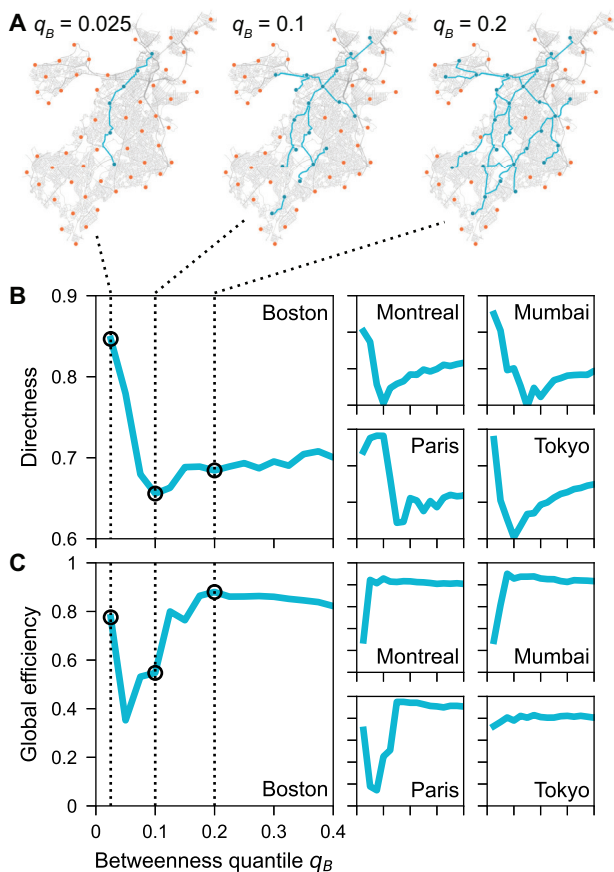 A
q_B = 0.025
q_B = 0.1
q_B = 0.2
B
0.9
0.8
0.7
0.6
Directness
Boston
Montreal
Mumbai
Paris
Tokyo
C
1
0.8
0.6
0.4
0.2
0
Global efficiency
Boston
Montreal
Mumbai
Paris
Tokyo
0
0.1
0.2
0.3
0.4
Betweenness quantile q_B